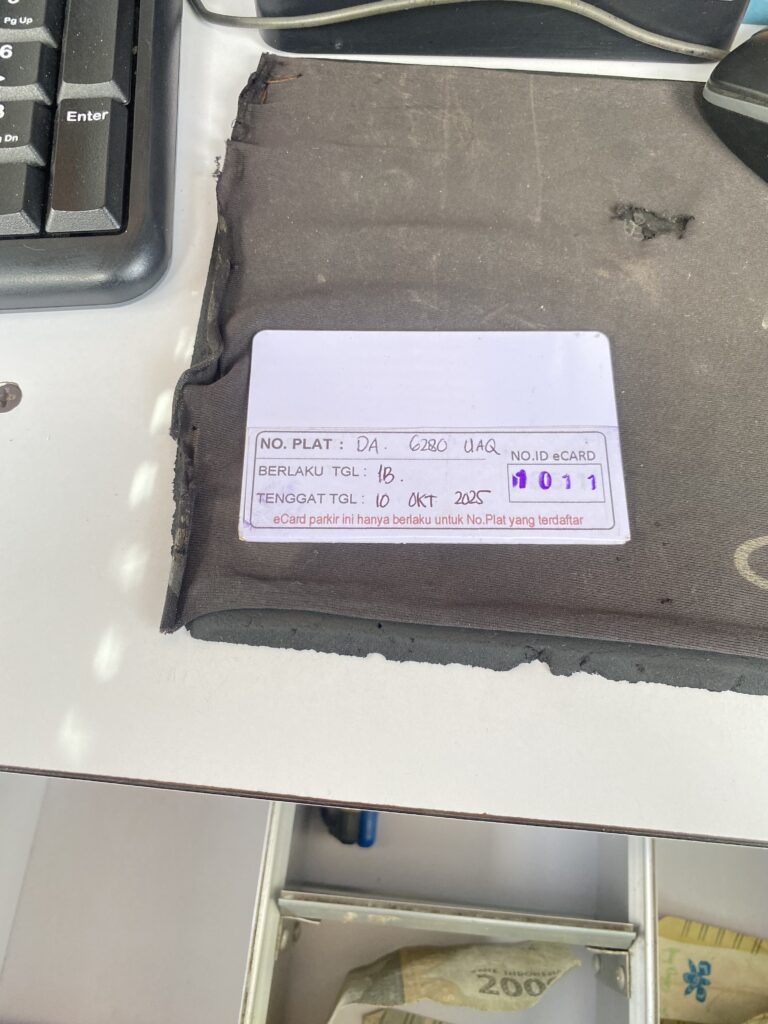 Pg Up
6
Enter
Pg Dn
NO. PLAT : DA. 6280 UAQ
NO.ID eCARD
BERLAKU TGL : 1B.
1011
TENGGAT TGL : 10 OKT 2025
eCard parkir ini hanya berlaku untuk No.Plat yang terdaftar